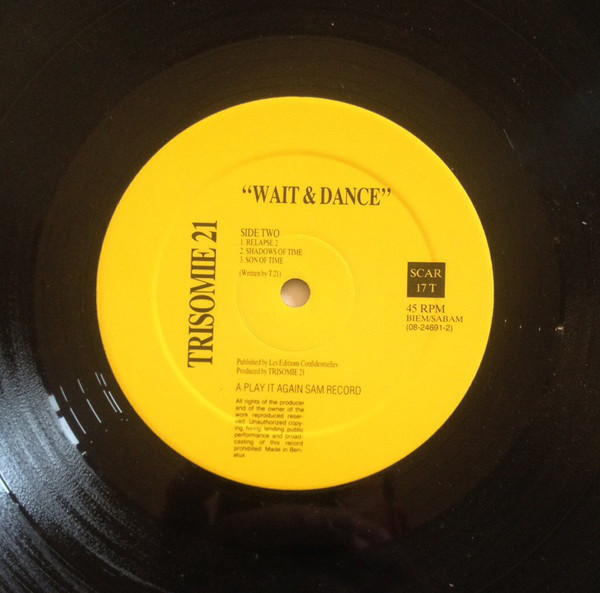 "WAIT & DANCE"
TRISOMIE 21
SIDE TWO
1. RELAPSE 2
2. SHADOWS OF TIME
3. SON OF TIME
(Written by T 21)
SCAR
17 T
45 RPM
BIEM/SABAM
(08-24691-2)
Published by Les Editions Confidentielles
Produced by TRISOMIE 21
A PLAY IT AGAIN SAM RECORD
All rights of the producer
and of the owner of the
work reproduced reser-
ved. Unauthorized copy-
ing, hiring, lending, public
performance and broad-
casting of this record
prohibited. Made in Ben-
elux